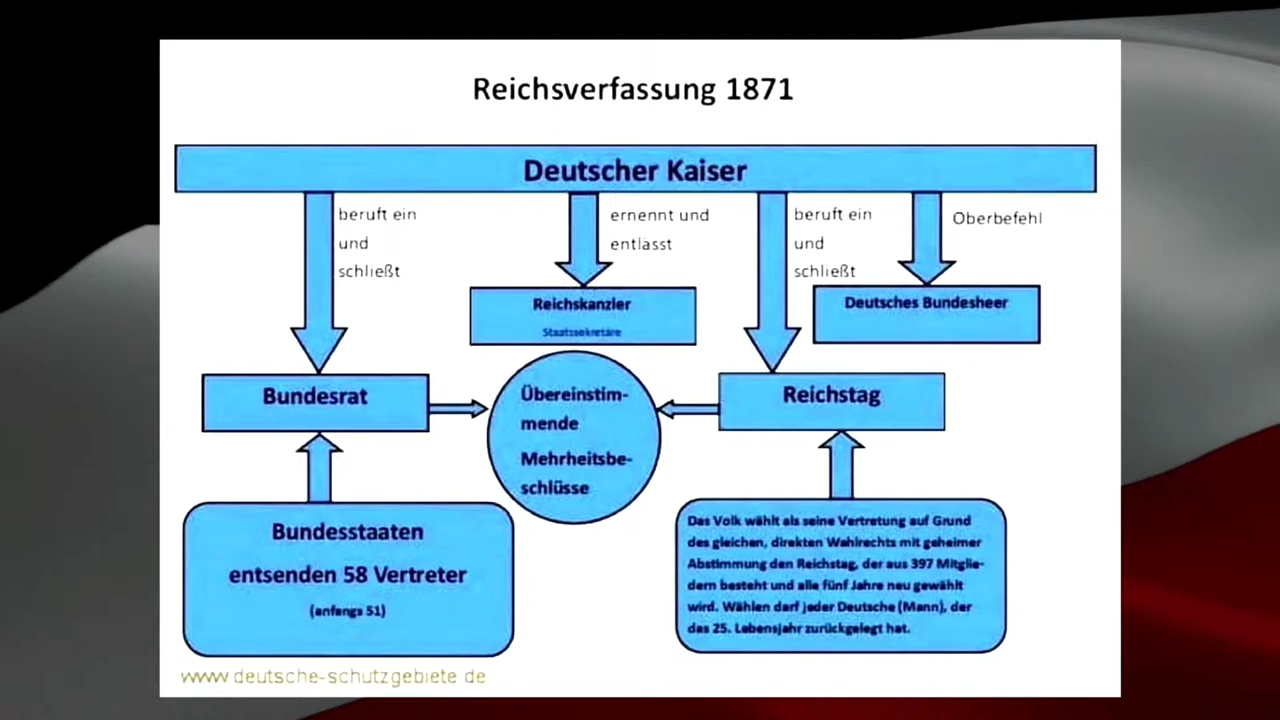 Reichsverfassung 1871
Deutscher Kaiser
beruft ein
und
schließt
ernennt und
entlässt
beruft ein
und
schließt
Oberbefehl
Reichskanzler
Staatssekretäre
Deutsches Bundesheer
Bundesrat
Übereinstim-
mende
Mehrheitsbe-
schlüsse
Reichstag
Bundesstaaten
entsenden 58 Vertreter
(anfangs 51)
Das Volk wählt als seine Vertretung auf Grund
des gleichen, direkten Wahlrechts mit geheimer
Abstimmung den Reichstag, der aus 397 Mitglie-
dern besteht und alle fünf Jahre neu gewählt
wird. Wählen darf jeder Deutsche (Mann), der
das 25. Lebensjahr zurückgelegt hat.
www deutsche-schutzgebiete de